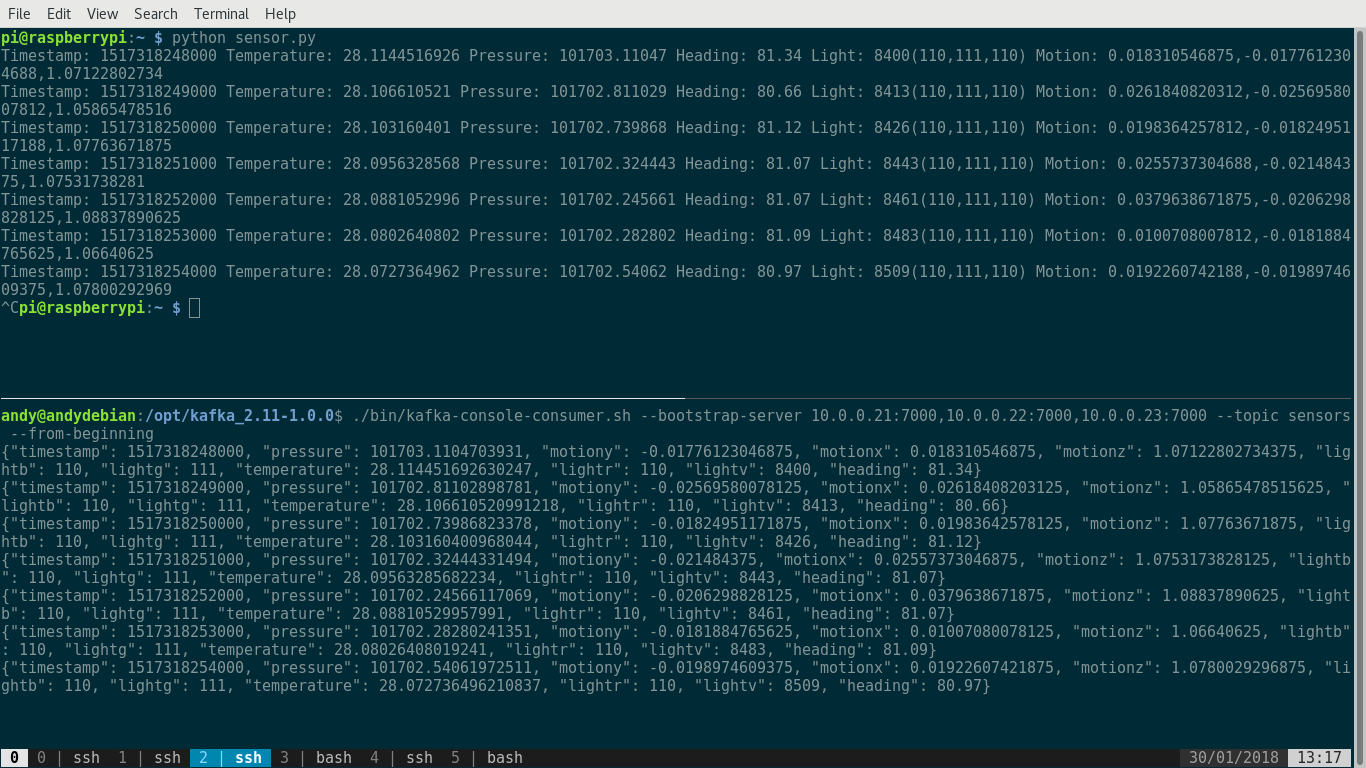 File Edit View Search Terminal Help
pi@raspberrypi:~ $ python sensor.py
Timestamp: 1517318248000 Temperature: 28.1144516926 Pressure: 101703.11047 Heading: 81.34 Light: 8400(110,111,110) Motion: 0.018310546875,-0.017761230
4688,1.07122802734
Timestamp: 1517318249000 Temperature: 28.106610521 Pressure: 101702.811029 Heading: 80.66 Light: 8413(110,111,110) Motion: 0.0261840820312,-0.02569580
07812,1.05865478516
Timestamp: 1517318250000 Temperature: 28.103160401 Pressure: 101702.739868 Heading: 81.12 Light: 8426(110,111,110) Motion: 0.0198364257812,-0.01824951
17188,1.07763671875
Timestamp: 1517318251000 Temperature: 28.0956328568 Pressure: 101702.324443 Heading: 81.07 Light: 8443(110,111,110) Motion: 0.0255737304688,-0.0214843
75,1.07531738281
Timestamp: 1517318252000 Temperature: 28.0881052996 Pressure: 101702.245661 Heading: 81.07 Light: 8461(110,111,110) Motion: 0.0379638671875,-0.0206298
828125,1.08837890625
Timestamp: 1517318253000 Temperature: 28.0802640802 Pressure: 101702.282802 Heading: 81.09 Light: 8483(110,111,110) Motion: 0.0100708007812,-0.0181884
765625,1.06640625
Timestamp: 1517318254000 Temperature: 28.0727364962 Pressure: 101702.54062 Heading: 80.97 Light: 8509(110,111,110) Motion: 0.0192260742188,-0.01989746
09375,1.07800292969
^Cpi@raspberrypi:~ $
andy@andydebian:/opt/kafka_2.11-1.0.0$ ./bin/kafka-console-consumer.sh --bootstrap-server 10.0.0.21:7000,10.0.0.22:7000,10.0.0.23:7000 --topic sensors
--from-beginning
{"timestamp": 1517318248000, "pressure": 101703.1104703931, "motiony": -0.01776123046875, "motionx": 0.018310546875, "motionz": 1.07122802734375, "lig
htb": 110, "lightg": 111, "temperature": 28.114451692630247, "lightr": 110, "lightv": 8400, "heading": 81.34}
{"timestamp": 1517318249000, "pressure": 101702.81102898781, "motiony": -0.02569580078125, "motionx": 0.02618408203125, "motionz": 1.05865478515625, "
lightb": 110, "lightg": 111, "temperature": 28.106610520991218, "lightr": 110, "lightv": 8413, "heading": 80.66}
{"timestamp": 1517318250000, "pressure": 101702.73986823378, "motiony": -0.01824951171875, "motionx": 0.01983642578125, "motionz": 1.07763671875, "lig
htb": 110, "lightg": 111, "temperature": 28.103160400968044, "lightr": 110, "lightv": 8426, "heading": 81.12}
{"timestamp": 1517318251000, "pressure": 101702.32444331494, "motiony": -0.021484375, "motionx": 0.02557373046875, "motionz": 1.0753173828125, "lightb
": 110, "lightg": 111, "temperature": 28.09563285682234, "lightr": 110, "lightv": 8443, "heading": 81.07}
{"timestamp": 1517318252000, "pressure": 101702.24566117069, "motiony": -0.0206298828125, "motionx": 0.0379638671875, "motionz": 1.08837890625, "light
b": 110, "lightg": 111, "temperature": 28.08810529957991, "lightr": 110, "lightv": 8461, "heading": 81.07}
{"timestamp": 1517318253000, "pressure": 101702.28280241351, "motiony": -0.0181884765625, "motionx": 0.01007080078125, "motionz": 1.06640625, "lightb"
: 110, "lightg": 111, "temperature": 28.08026408019241, "lightr": 110, "lightv": 8483, "heading": 81.09}
{"timestamp": 1517318254000, "pressure": 101702.54061972511, "motiony": -0.0198974609375, "motionx": 0.01922607421875, "motionz": 1.0780029296875, "li
ghtb": 110, "lightg": 111, "temperature": 28.072736496210837, "lightr": 110, "lightv": 8509, "heading": 80.97}
0 0 | ssh 1 | ssh 2 | ssh 3 | bash 4 | ssh 5 | bash 30/01/2018 13:17